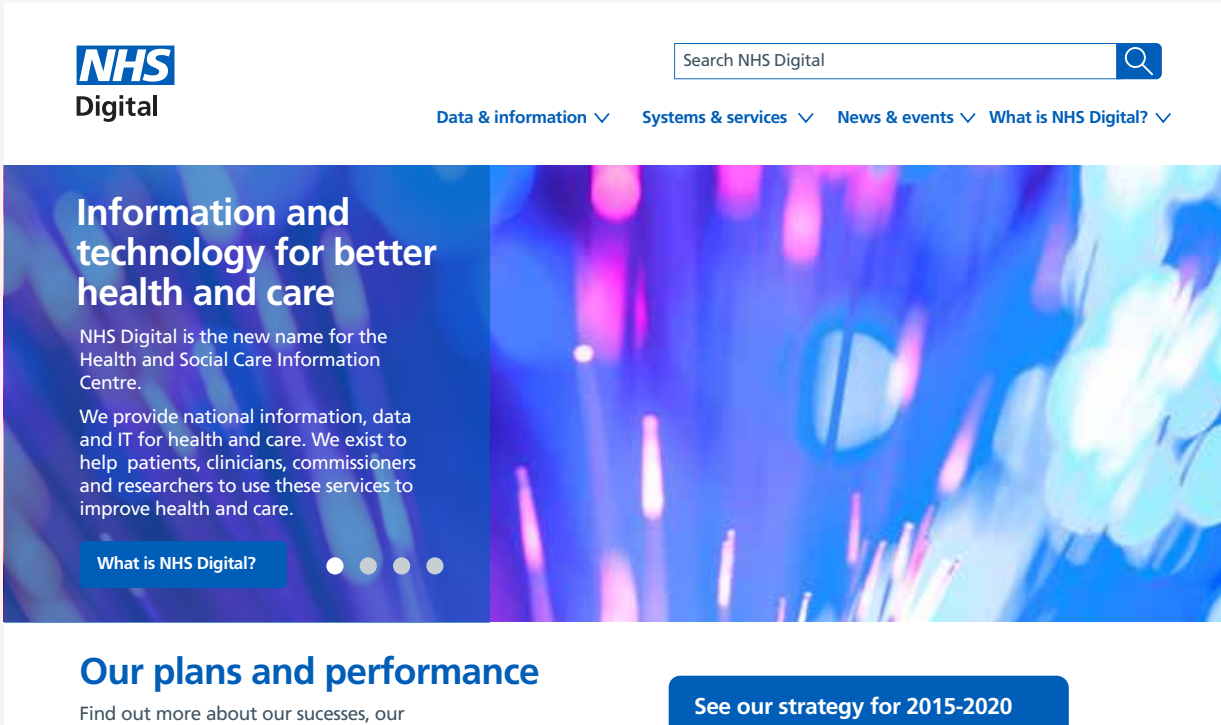 NHS
Digital
Search NHS Digital
Data & information
Systems & services
News & events
What is NHS Digital?
Information and
technology for better
health and care
NHS Digital is the new name for the
Health and Social Care Information
Centre.
We provide national information, data
and IT for health and care. We exist to
help patients, clinicians, commissioners
and researchers to use these services to
improve health and care.
What is NHS Digital?
Our plans and performance
Find out more about our sucesses, our
See our strategy for 2015-2020